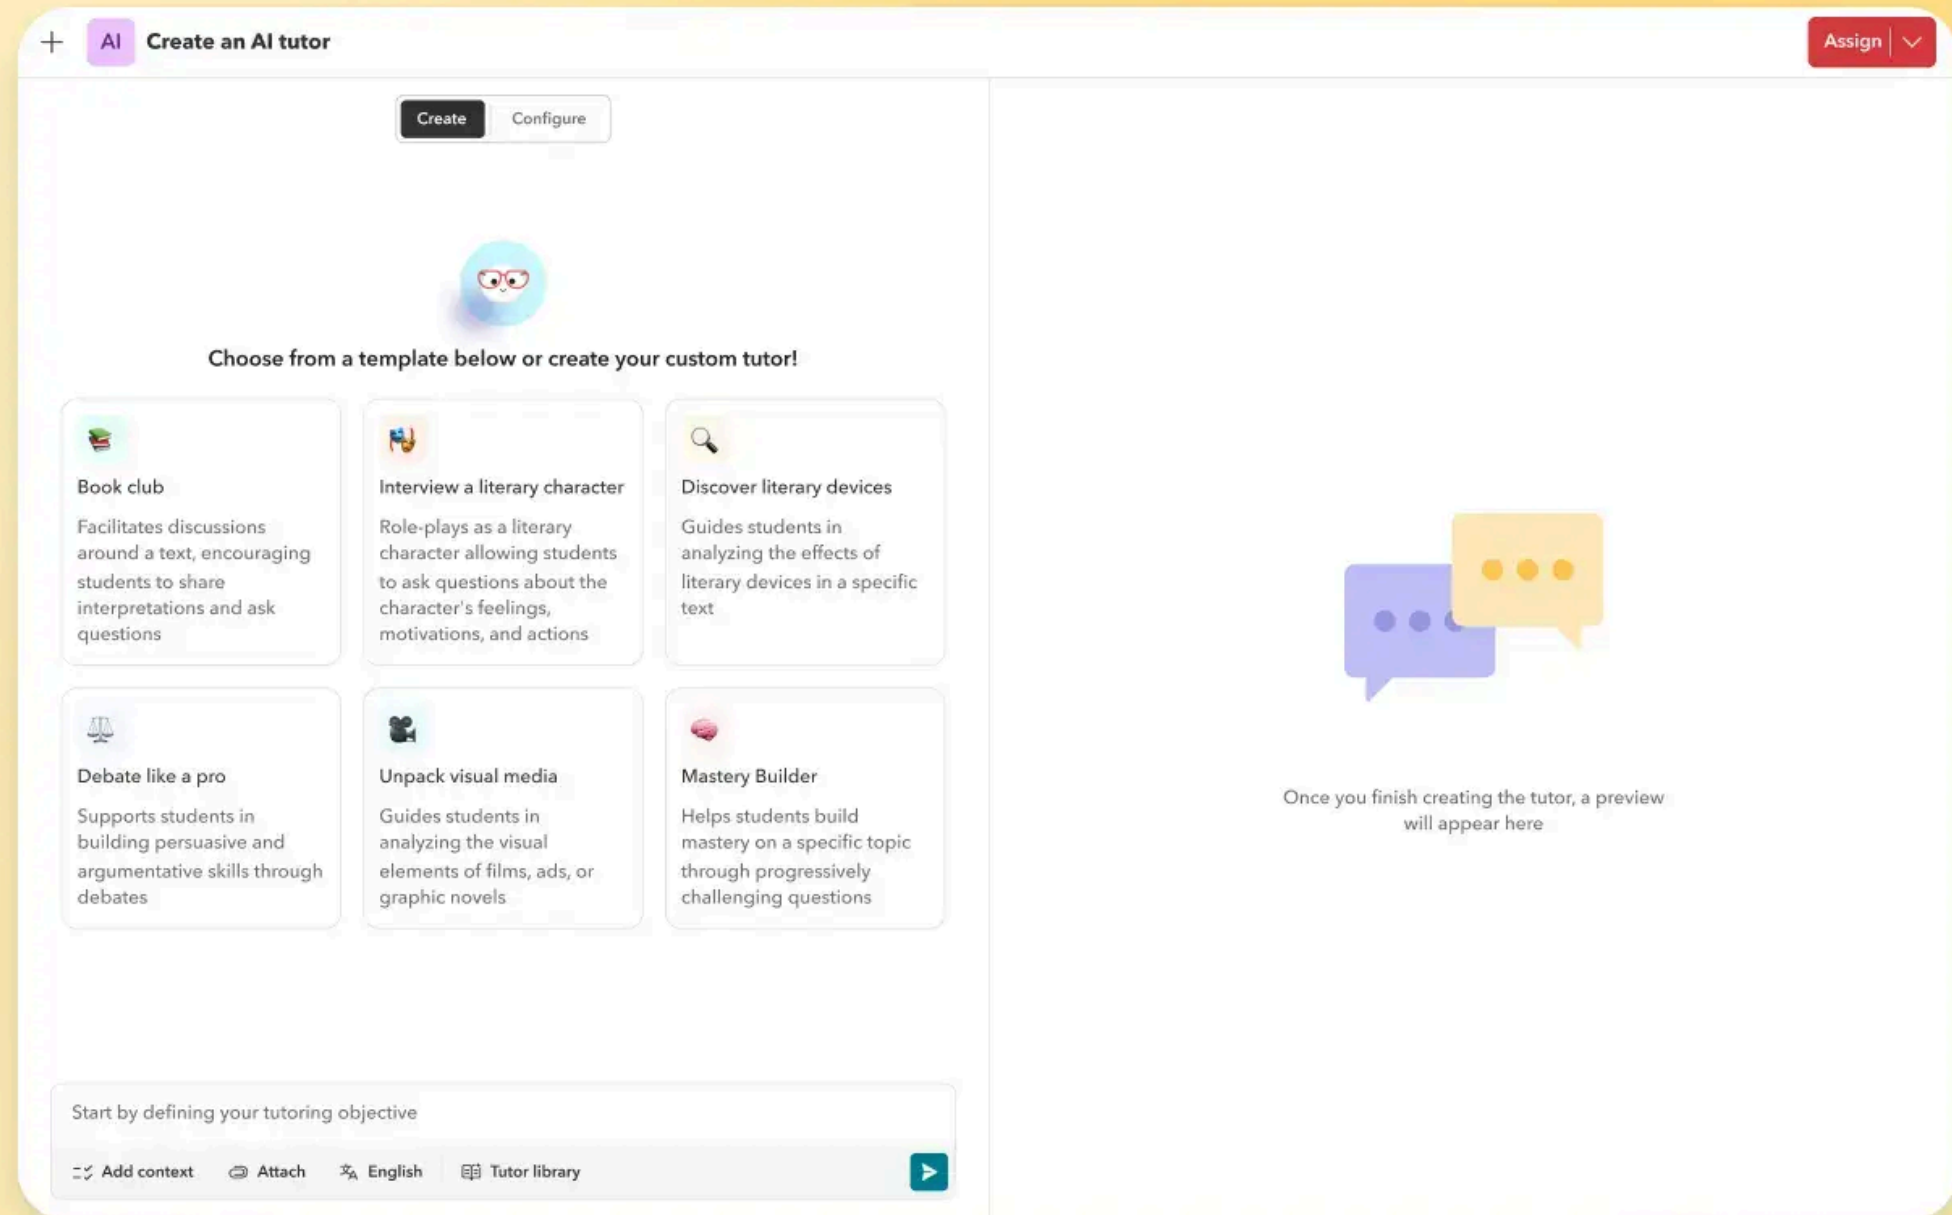 AI Create an AI tutor
Assign
Create Configure
Choose from a template below or create your custom tutor!
Book club
Facilitates discussions
around a text, encouraging
students to share
interpretations and ask
questions
Interview a literary character
Role-plays as a literary
character allowing students
to ask questions about the
character's feelings,
motivations, and actions
Discover literary devices
Guides students in
analyzing the effects of
literary devices in a specific
text
Debate like a pro
Supports students in
building persuasive and
argumentative skills through
debates
Unpack visual media
Guides students in
analyzing the visual
elements of films, ads, or
graphic novels
Mastery Builder
Helps students build
mastery on a specific topic
through progressively
challenging questions
Start by defining your tutoring objective
Add context Attach English Tutor library
Once you finish creating the tutor, a preview
will appear here